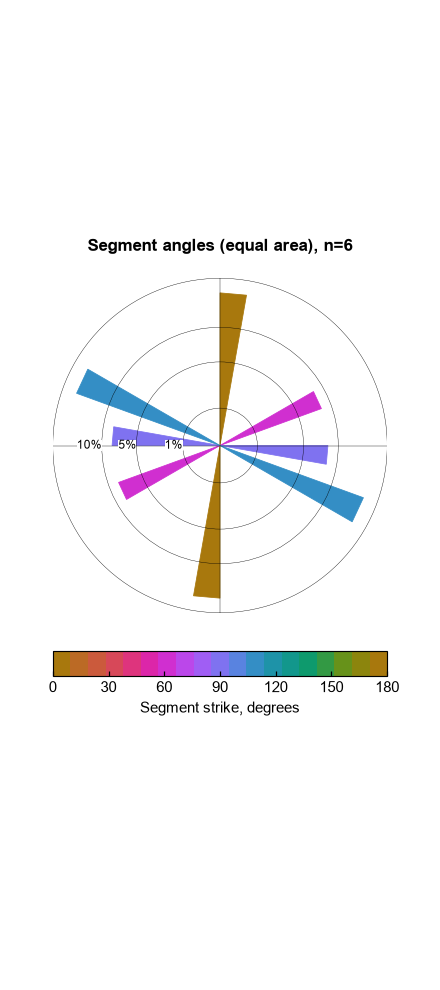 Segment angles (equal area), n=6
10% 5% 1%
0 30 60 90 120 150 180
Segment strike, degrees